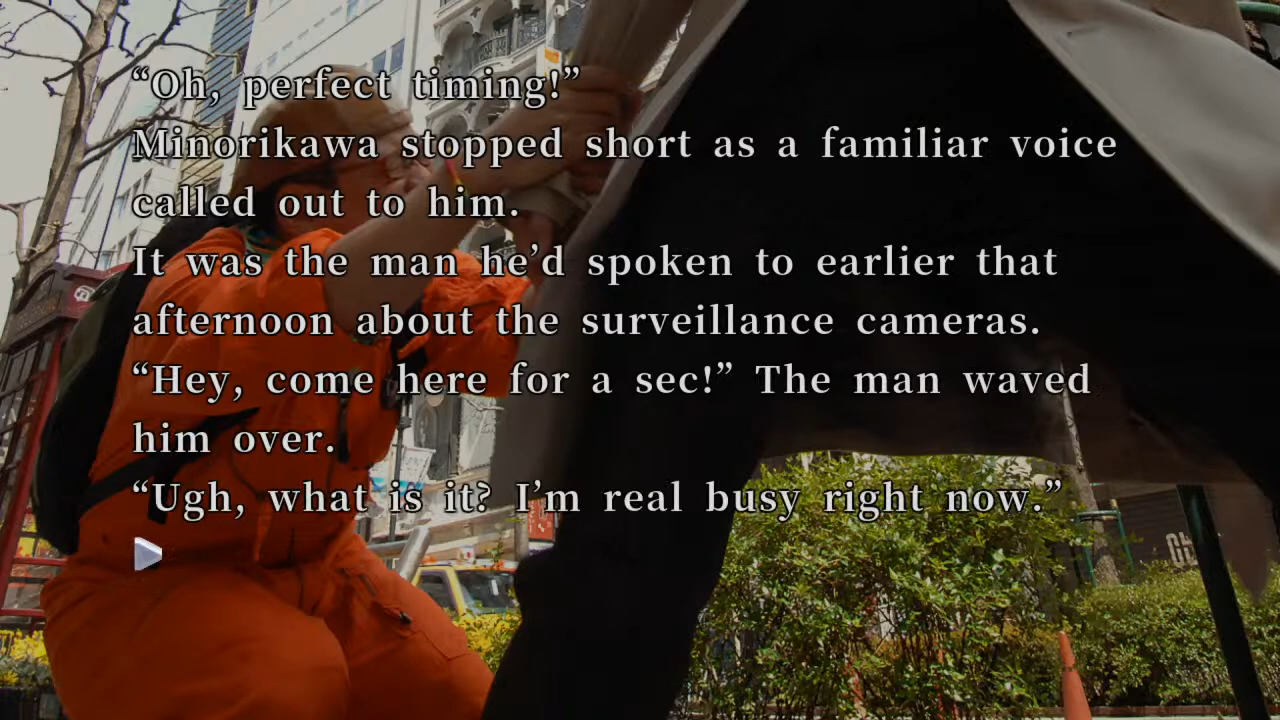 “Oh, perfect timing!”
Minorikawa stopped short as a familiar voice
called out to him.
It was the man he’d spoken to earlier that
afternoon about the surveillance cameras.
“Hey, come here for a sec!” The man waved
him over.
“Ugh, what is it? I’m real busy right now.”